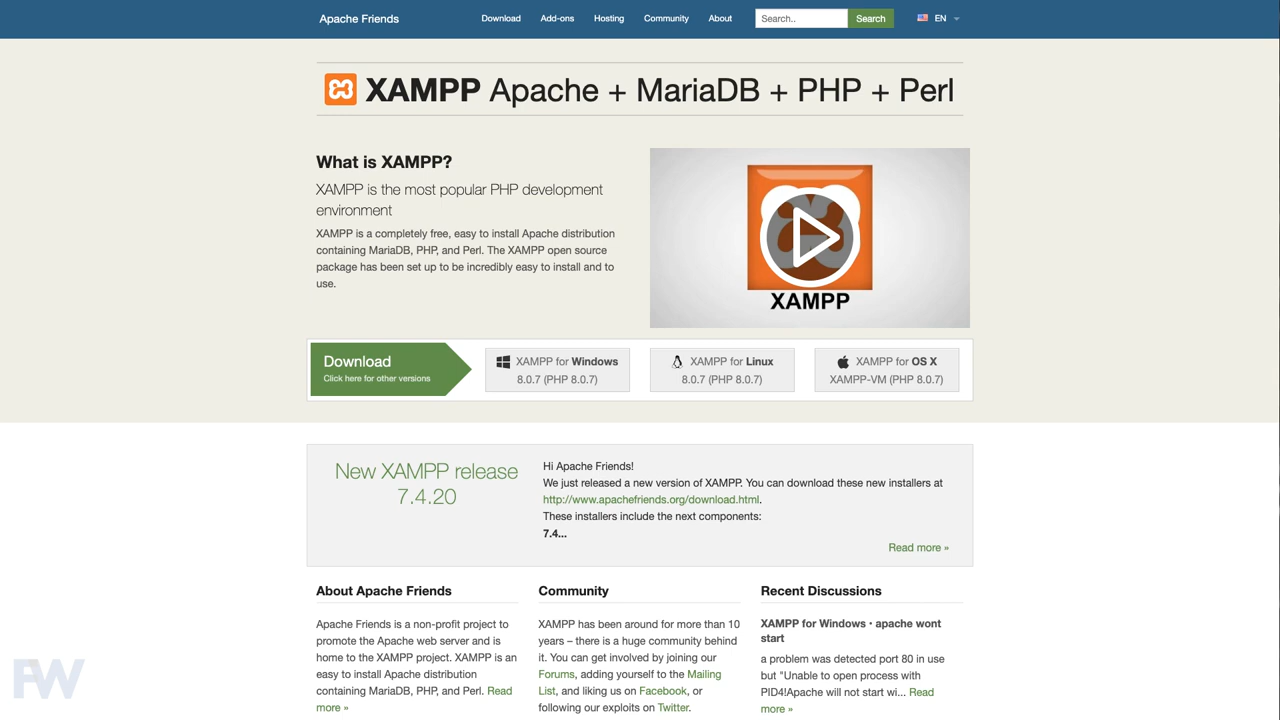 Apache Friends
Download
Add-ons
Hosting
Community
About
Search..
Search
EN
XAMPP Apache + MariaDB + PHP + Perl
What is XAMPP?
XAMPP is the most popular PHP development
environment
XAMPP is a completely free, easy to install Apache distribution
containing MariaDB, PHP, and Perl. The XAMPP open source
package has been set up to be incredibly easy to install and to
use.
XAMPP
Download
Click here for other versions
XAMPP for Windows
8.0.7 (PHP 8.0.7)
XAMPP for Linux
8.0.7 (PHP 8.0.7)
XAMPP for OS X
XAMPP-VM (PHP 8.0.7)
New XAMPP release
7.4.20
Hi Apache Friends!
We just released a new version of XAMPP. You can download these new installers at
http://www.apachefriends.org/download.html.
These installers include the next components:
7.4...
Read more »
About Apache Friends
Apache Friends is a non-profit project to
promote the Apache web server and is
home to the XAMPP project. XAMPP is an
easy to install Apache distribution
containing MariaDB, PHP, and Perl. Read
more »
Community
XAMPP has been around for more than 10
years – there is a huge community behind
it. You can get involved by joining our
Forums, adding yourself to the Mailing
List, and liking us on Facebook, or
following our exploits on Twitter.
Recent Discussions
XAMPP for Windows • apache wont
start
a problem was detected port 80 in use
but "Unable to open process with
PID4!Apache will not start wi... Read
more »
FW